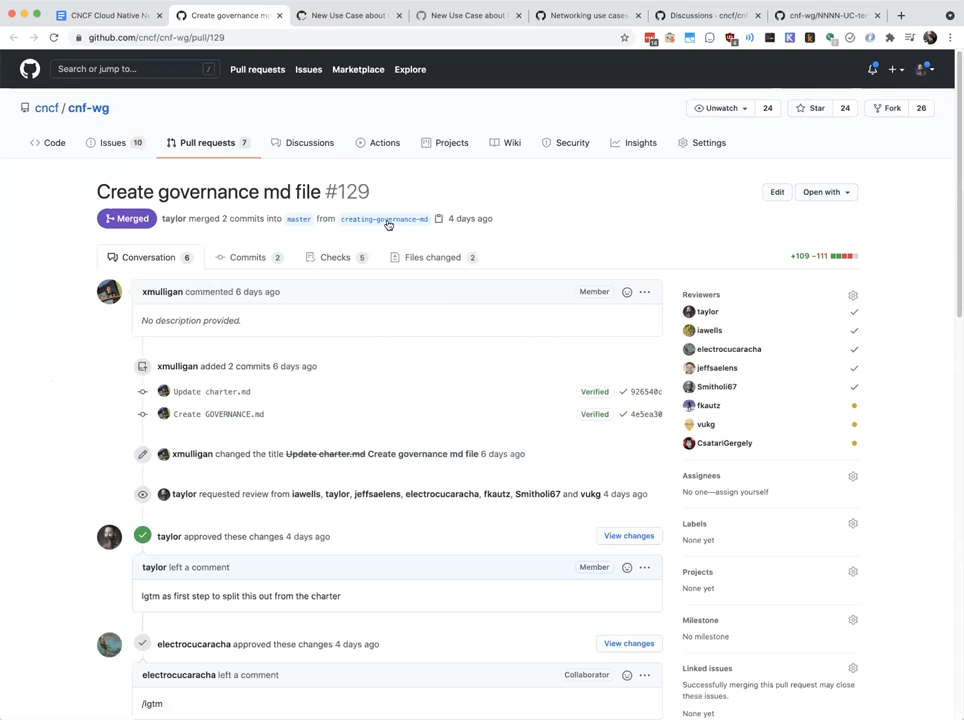 CNCF Cloud Native N
Create governance md
New Use Case about
New Use Case about
Networking use cases
Discussions · cncf/cnf
cnf-wg/NNNN-UC-te
github.com/cncf/cnf-wg/pull/129
Search or jump to...
/
Pull requests
Issues
Marketplace
Explore
cncf / cnf-wg
Unwatch
24
Star
24
Fork
26
Code
Issues 10
Pull requests 7
Discussions
Actions
Projects
Wiki
Security
Insights
Settings
Create governance md file #129
Edit
Open with
Merged
taylor merged 2 commits into master from creating-governance-md 4 days ago
Conversation 6
Commits 2
Checks 5
Files changed 2
+109 −111
xmulligan commented 6 days ago
Member
No description provided.
xmulligan added 2 commits 6 days ago
Update charter.md
Verified
926540c
Create GOVERNANCE.md
Verified
4e5ea30
xmulligan changed the title Update charter.md Create governance md file 6 days ago
taylor requested review from iawells, taylor, jeffsaelens, electrocucaracha, fkautz, Smitholi67 and vukg 4 days ago
taylor approved these changes 4 days ago
View changes
taylor left a comment
Member
lgtm as first step to split this out from the charter
electrocucaracha approved these changes 4 days ago
View changes
electrocucaracha left a comment
Collaborator
/lgtm
Reviewers
taylor
iawells
electrocucaracha
jeffsaelens
Smitholi67
fkautz
vukg
CsatariGergely
Assignees
No one—assign yourself
Labels
None yet
Projects
None yet
Milestone
No milestone
Linked issues
Successfully merging this pull request may close
these issues.
None yet